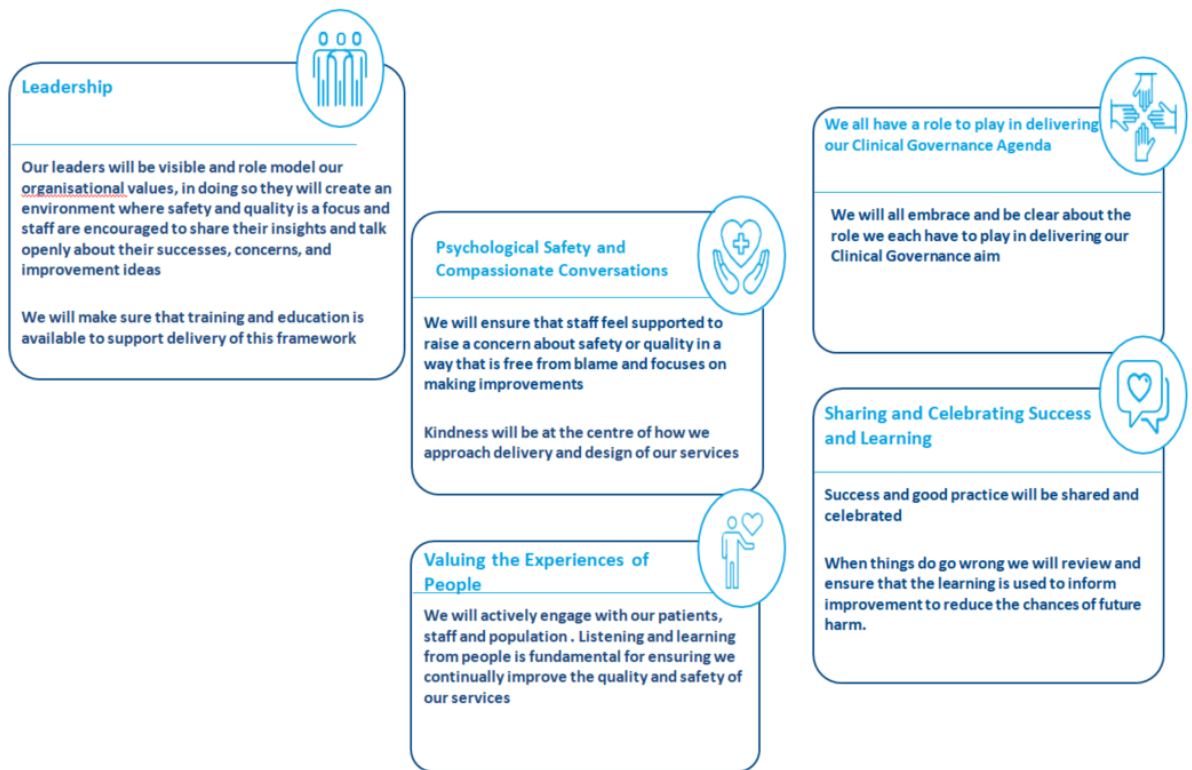 Leadership
Our leaders will be visible and role model our
organisational values, in doing so they will create an
environment where safety and quality is a focus and
staff are encouraged to share their insights and talk
openly about their successes, concerns, and
improvement ideas
We will make sure that training and education is
available to support delivery of this framework
Psychological Safety and
Compassionate Conversations
We will ensure that staff feel supported to
raise a concern about safety or quality in a
way that is free from blame and focuses on
making improvements
Kindness will be at the centre of how we
approach delivery and design of our services
Valuing the Experiences of
People
We will actively engage with our patients,
staff and population . Listening and learning
from people is fundamental for ensuring we
continually improve the quality and safety of
our services
We all have a role to play in delivering
our Clinical Governance Agenda
We will all embrace and be clear about the
role we each have to play in delivering our
Clinical Governance aim
Sharing and Celebrating Success
and Learning
Success and good practice will be shared and
celebrated
When things do go wrong we will review and
ensure that the learning is used to inform
improvement to reduce the chances of future
harm.